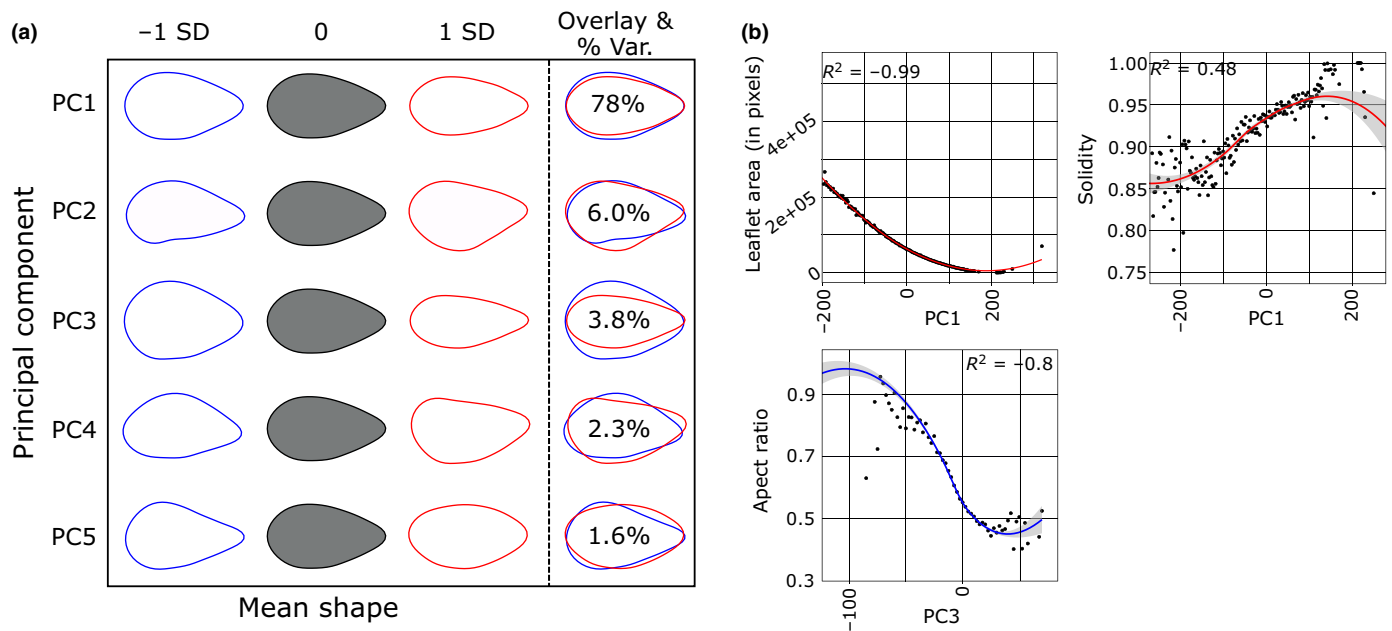 (a)
−1 SD 0 1 SD Overlay &
% Var.
Principal component
PC1 78%
PC2 6.0%
PC3 3.8%
PC4 2.3%
PC5 1.6%
Mean shape
(b)
R² = −0.99
Leaflet area (in pixels)
4e+05
2e+05
0
−200 0 200
PC1
R² = 0.48
Solidity
1.00
0.95
0.90
0.85
0.80
0.75
−200 0 200
PC1
R² = −0.8
Apect ratio
0.9
0.7
0.5
0.3
−100 0
PC3